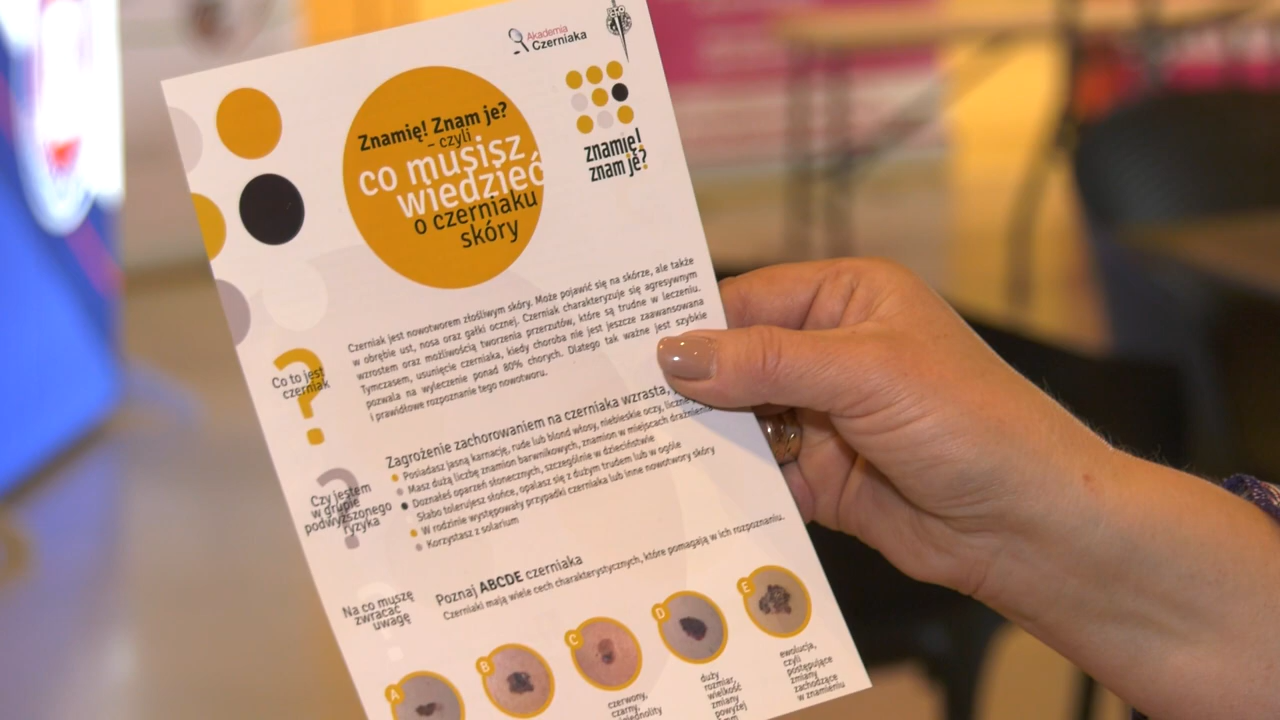 Akademia
Czerniaka
Znamię! Znam je?
– czyli
co musisz
wiedzieć
o czerniaku
skóry
znamię!
znam je?
Co to jest
czerniak
Czerniak jest nowotworem złośliwym skóry. Może pojawić się na skórze, ale także
w obrębie ust, nosa oraz gałki ocznej. Czerniak charakteryzuje się agresywnym
wzrostem oraz możliwością tworzenia przerzutów, które są trudne w leczeniu.
Tymczasem, usunięcie czerniaka, kiedy choroba nie jest jeszcze zaawansowana
pozwala na wyleczenie ponad 80% chorych. Dlatego tak ważne jest szybkie
i prawidłowe rozpoznanie tego nowotworu.
Czy jestem
w grupie
podwyższonego
ryzyka
Zagrożenie zachorowaniem na czerniaka wzrasta,
Posiadasz jasną karnację, rude lub blond włosy, niebieskie oczy, liczne
Masz dużą liczbę znamion barwnikowych, znamion w miejscach drażnienia
Doznałeś oparzeń słonecznych, szczególnie w dzieciństwie
Słabo tolerujesz słońce, opalasz się z dużym trudem lub w ogóle
W rodzinie występowały przypadki czerniaka lub inne nowotwory skóry
Korzystasz z solarium
Na co muszę
zwracać
uwagę
Poznaj ABCDE czerniaka
Czerniaki mają wiele cech charakterystycznych, które pomagają w ich rozpoznaniu.
A
B
C
D
E
czerwony,
czarny,
duży
rozmiar,
wielkość
zmiany
powyżej
ewolucja,
czyli
postępujące
zmiany
zachodzące
w znamieniu